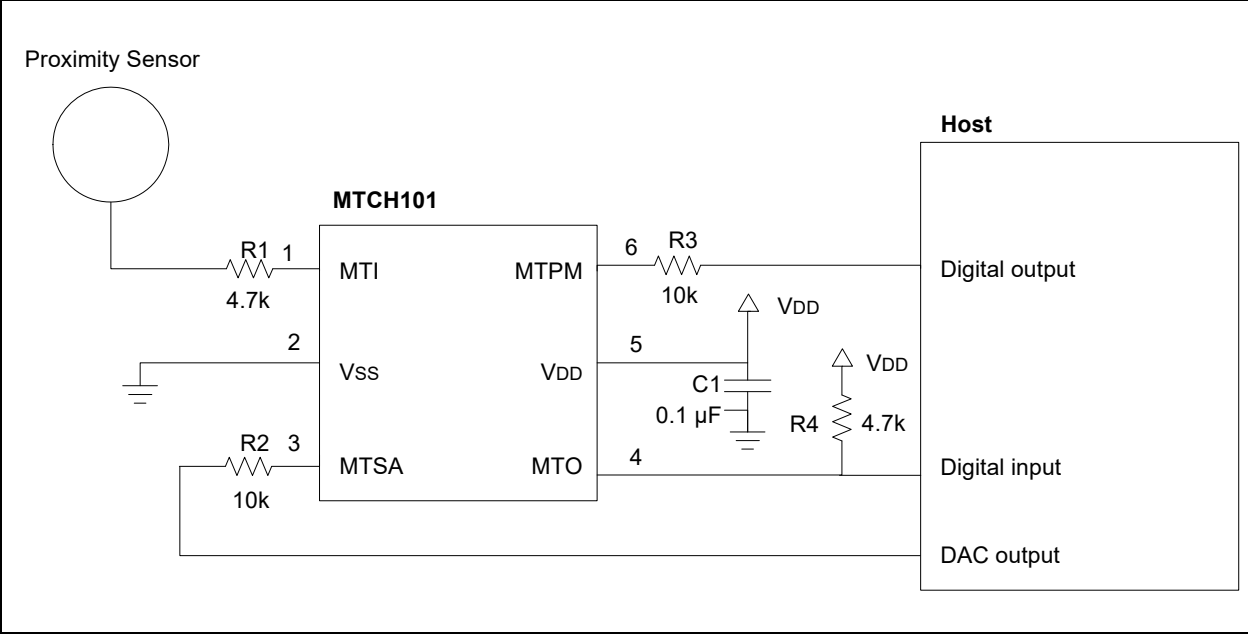 Proximity Sensor
Host
MTCH101
R1
1
4.7k
MTI
MTPM
6
R3
10k
Digital output
VDD
2
VSS
VDD
5
C1
0.1 µF
VDD
R4
4.7k
R2
3
10k
MTSA
MTO
4
Digital input
DAC output